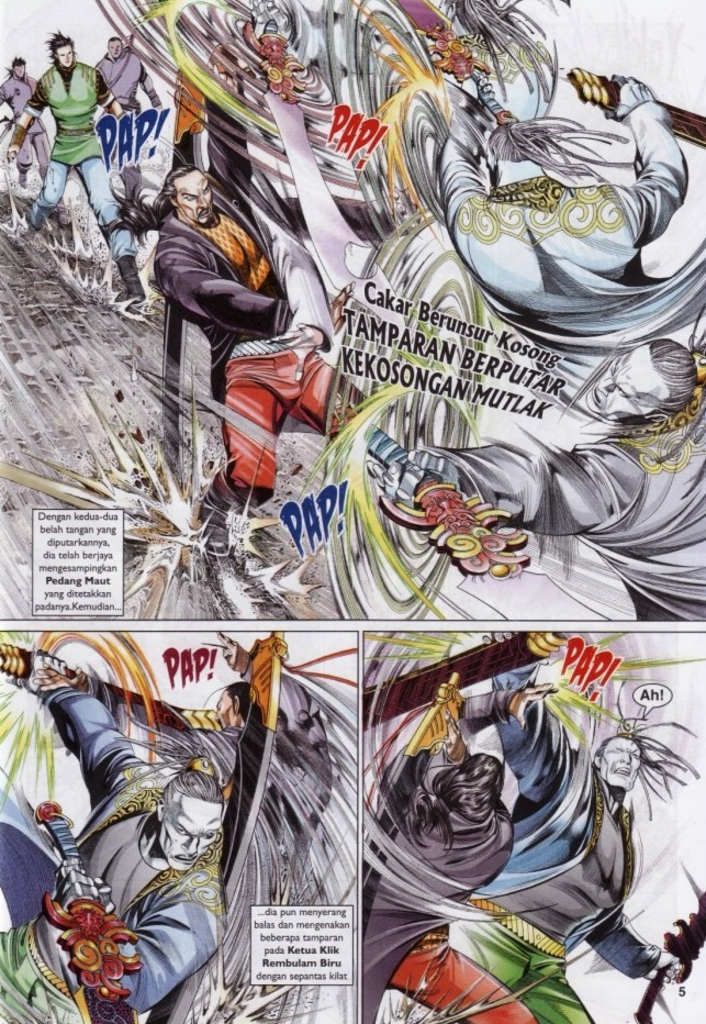 PAP!
PAP!
Cakar Berunsur Kosong
TAMPARAN BERPUTAR
KEKOSONGAN MUTLAK
PAP!
Dengan kedua-dua
belah tangan yang
diputarkannya,
dia telah berjaya
mengesampingkan
Pedang Maut
yang ditetakkan
padanya.Kemudian...
PAP!
...dia pun menyerang
balas dan mengenakan
beberapa tamparan
pada Ketua Klik
Rembulam Biru
dengan sepantas kilat
PAP!
Ah!
5